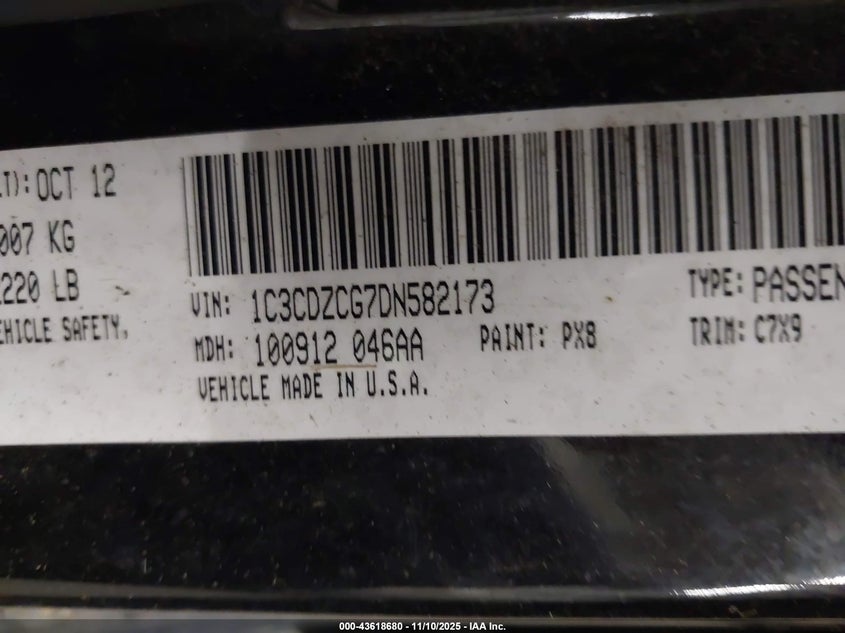 LT): OCT 12
007 KG
220 LB
EHICLE SAFETY,
VIN: 1C3CDZCG7DN582173
TYPE: PASSEN
MDH: 100912 046AA
PAINT: PX8
TRIM: C7X9
VEHICLE MADE IN U.S.A.
000-43618680 - 11/10/2025 - IAA Inc.